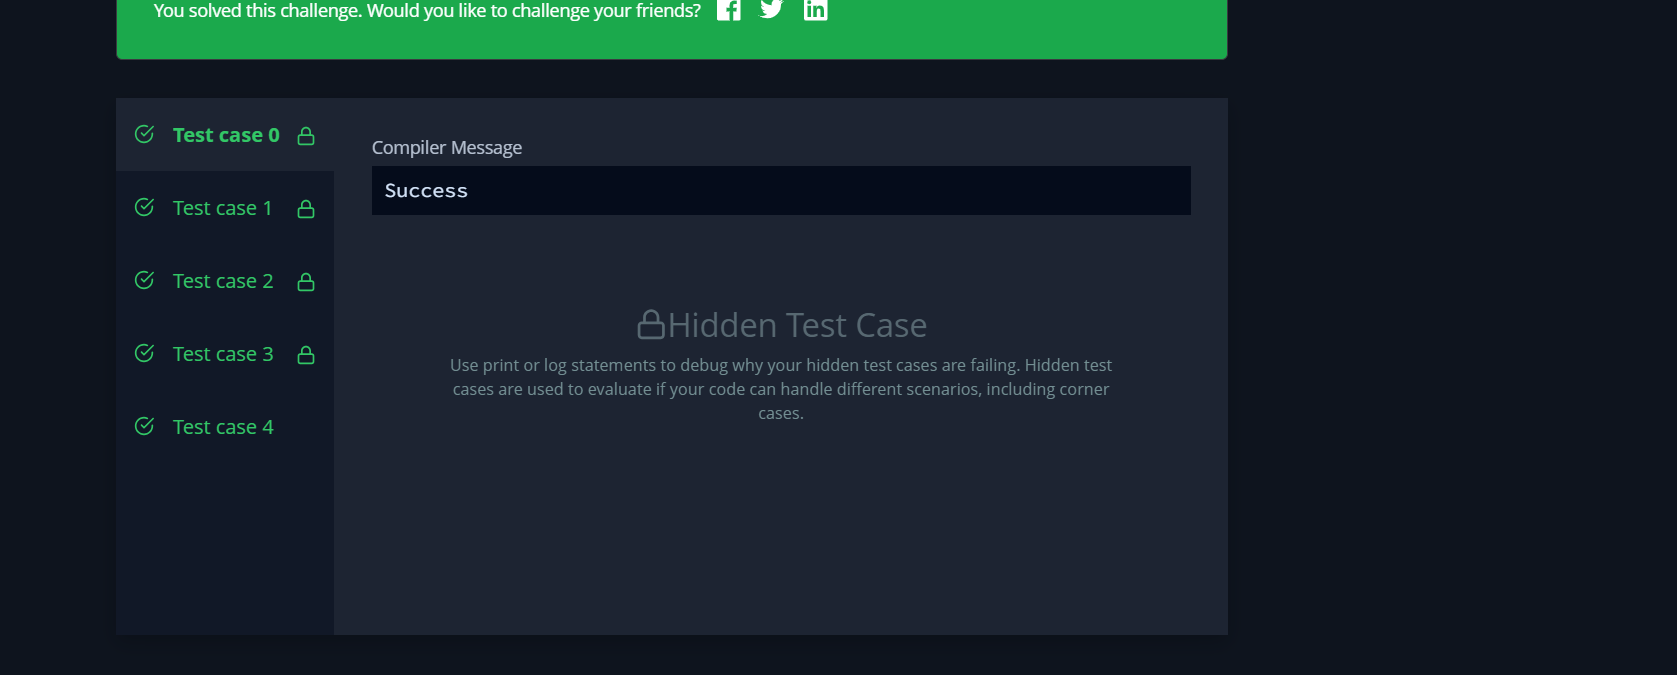 You solved this challenge. Would you like to challenge your friends?
Test case 0
Test case 1
Test case 2
Test case 3
Test case 4
Compiler Message
Success
Hidden Test Case
Use print or log statements to debug why your hidden test cases are failing. Hidden test
cases are used to evaluate if your code can handle different scenarios, including corner
cases.